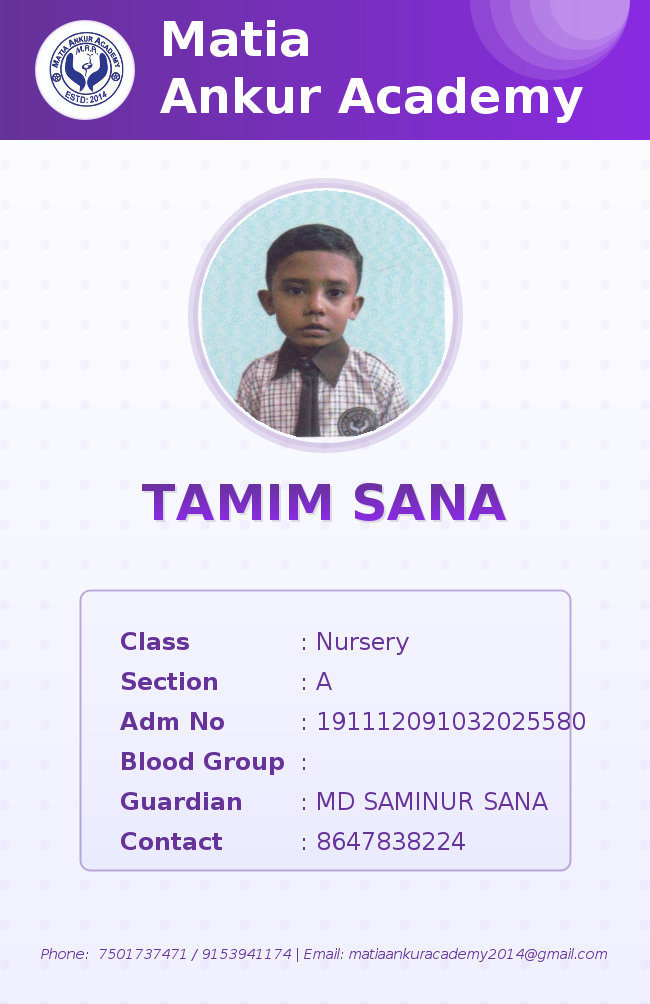 MATIA ANKUR ACADEMY
M.A.A
ESTD: 2014
Matia
Ankur Academy
TAMIM SANA
Class : Nursery
Section : A
Adm No : 191112091032025580
Blood Group :
Guardian : MD SAMINUR SANA
Contact : 8647838224
Phone: 7501737471 / 9153941174 | Email: matiaankuracademy2014@gmail.com